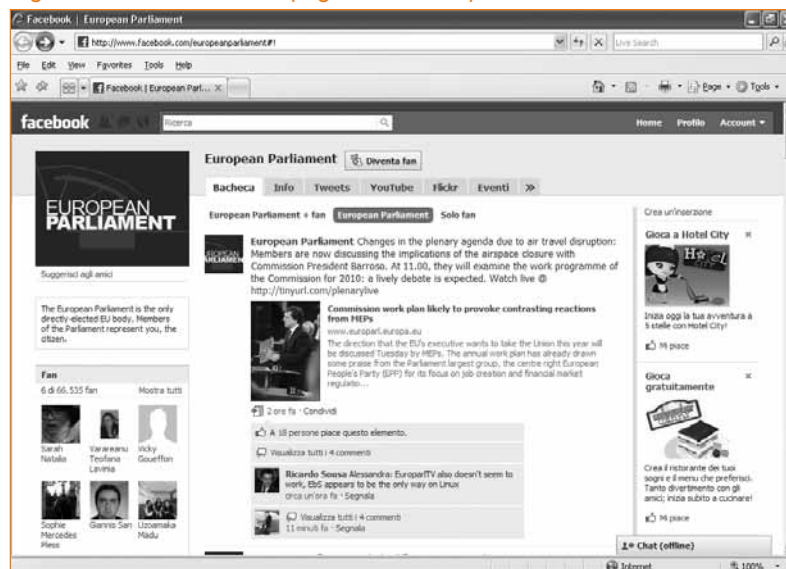 Facebook | European Parliament
http://www.facebook.com/europeanparliament#!
Live Search
File Edit View Favorites Tools Help
Facebook | European Parl...
Page
Tools
facebook
Ricerca
Home Profilo Account
EUROPEAN
PARLIAMENT
European Parliament
Diventa fan
Bacheca Info Tweets YouTube Flickr Eventi »
Suggerisci agli amici
The European Parliament is the only
directly-elected EU body. Members
of the Parliament represent you, the
citizen.
Fan
6 di 66.535 fan Mostra tutti
Sarah
Natalia
Varareanu
Teofana
Lavinia
Vicky
Goueffon
Sophie
Mercedes
Pless
Giannis San
Uzoamaka
Madu
European Parliament + fan European Parliament Solo fan
European Parliament Changes in the plenary agenda due to air travel disruption:
Members are now discussing the implications of the airspace closure with
Commission President Barroso. At 11.00, they will examine the work programme of
the Commission for 2010: a lively debate is expected. Watch live @
http://tinyurl.com/plenarylive
Commission work plan likely to provoke contrasting reactions
from MEPs
www.europarl.europa.eu
The direction that the EU's executive wants to take the Union this year will
be discussed Tuesday by MEPs. The annual work plan has already drawn
some praise from the Parliament largest group, the centre right European
People's Party (EPP) for its focus on job creation and financial market
regulatio...
2 ore fa · Condividi
A 18 persone piace questo elemento.
Visualizza tutti i 4 commenti
Ricardo Sousa Alessandra: EuroparlTV also doesn't seem to
work, EbS appears to be the only way on Linux
circa un'ora fa · Segnala
Visualizza tutti i 4 commenti
11 minuti fa · Segnala
Crea un'inserzione
Gioca a Hotel City
Inizia oggi la tua avventura a
5 stelle con Hotel City!
Mi piace
Gioca
gratuitamente
Crea il ristorante dei tuoi
sogni e il menu che preferisci.
Tanto divertimento con gli
amici; inizia subito a cucinare!
Mi piace
Chat (offline)
Internet
100%